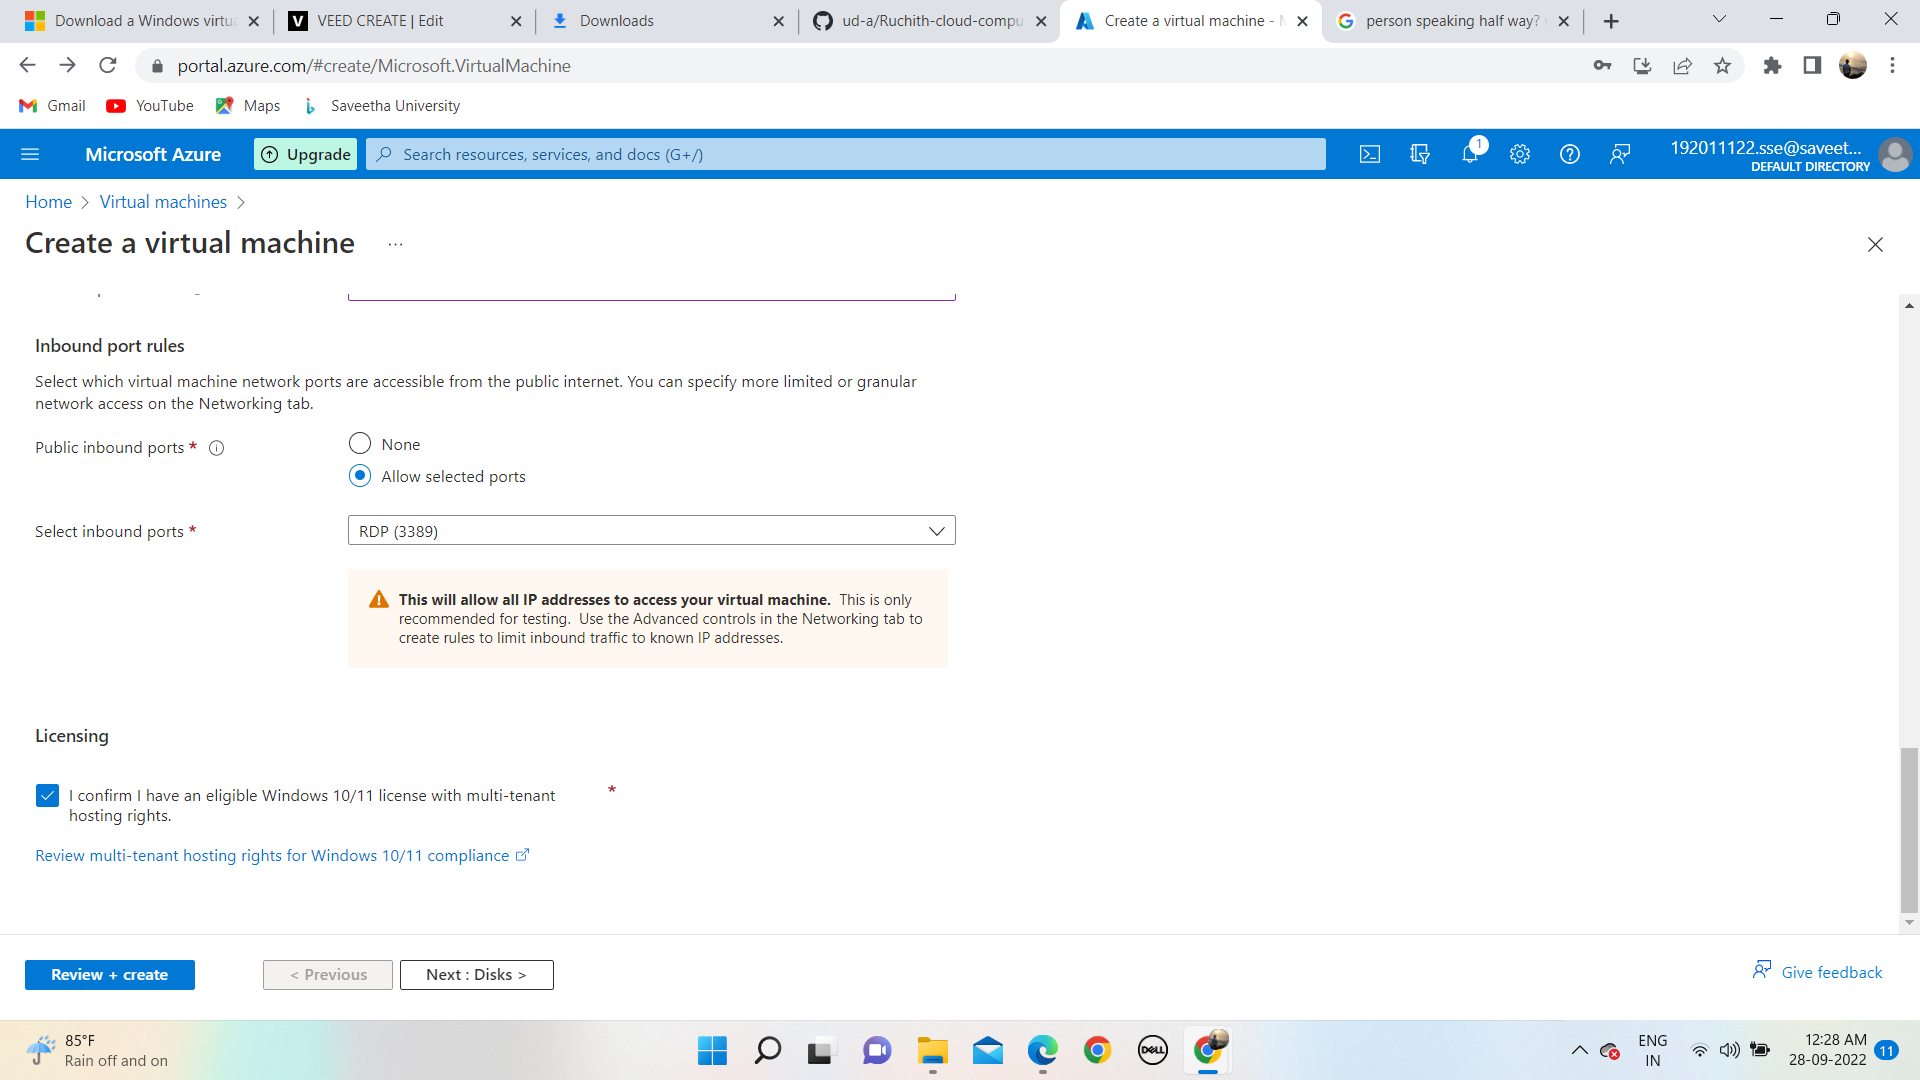 Download a Windows virtu
VEED CREATE | Edit
Downloads
ud-a/Ruchith-cloud-compu
Create a virtual machine - M
person speaking half way?
portal.azure.com/#create/Microsoft.VirtualMachine
Gmail
YouTube
Maps
Saveetha University
Microsoft Azure
Upgrade
Search resources, services, and docs (G+/)
1
192011122.sse@saveet...
DEFAULT DIRECTORY
Home > Virtual machines >
Create a virtual machine ...
Inbound port rules
Select which virtual machine network ports are accessible from the public internet. You can specify more limited or granular
network access on the Networking tab.
Public inbound ports *
None
Allow selected ports
Select inbound ports *
RDP (3389)
This will allow all IP addresses to access your virtual machine. This is only
recommended for testing. Use the Advanced controls in the Networking tab to
create rules to limit inbound traffic to known IP addresses.
Licensing
I confirm I have an eligible Windows 10/11 license with multi-tenant *
hosting rights.
Review multi-tenant hosting rights for Windows 10/11 compliance
Review + create
< Previous
Next : Disks >
Give feedback
85°F
Rain off and on
DELL
ENG
IN
12:28 AM
28-09-2022
11